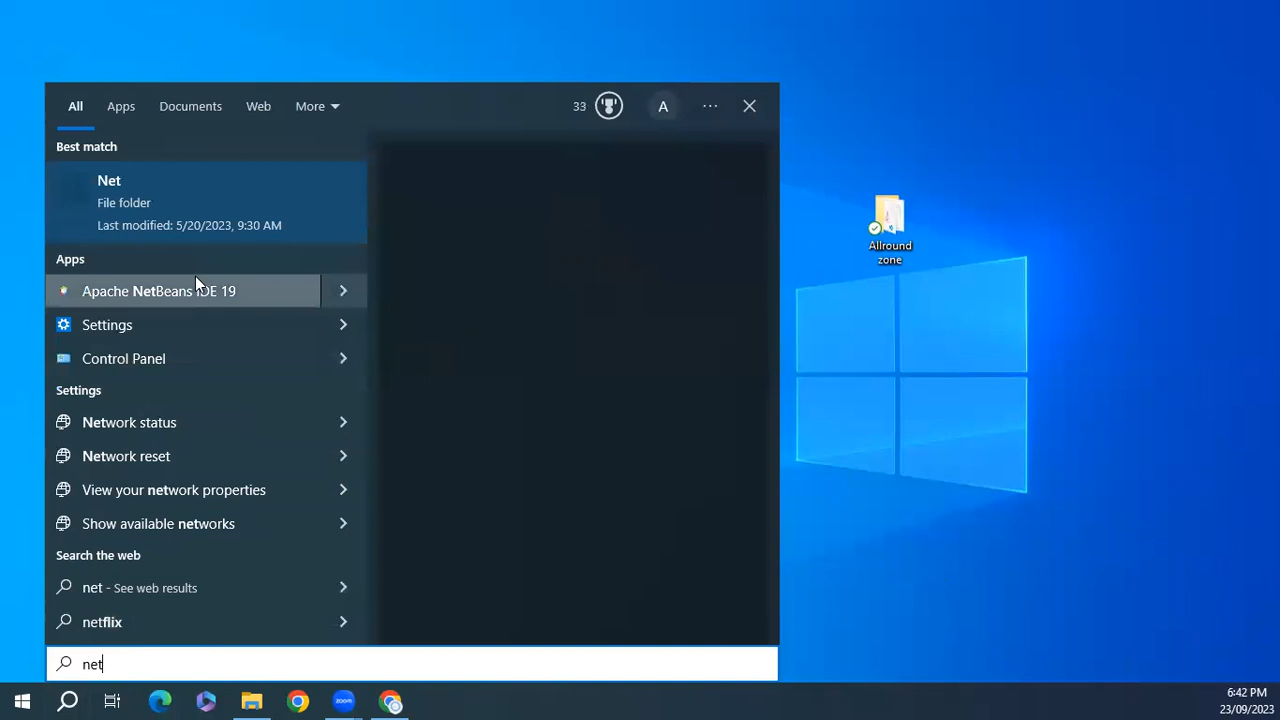 All Apps Documents Web More 33 A ...
Best match
Net
File folder
Last modified: 5/20/2023, 9:30 AM
Apps
Apache NetBeans IDE 19
Settings
Control Panel
Settings
Network status
Network reset
View your network properties
Show available networks
Search the web
net - See web results
netflix
net
Allround
zone
zoom
6:42 PM
23/09/2023